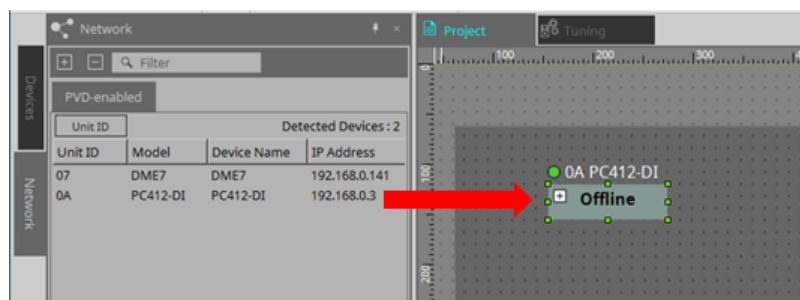 Network
Project
Tuning
Filter
Devices
Network
PVD-enabled
Unit ID
Detected Devices : 2
Unit ID Model Device Name IP Address
07 DME7 DME7 192.168.0.141
0A PC412-DI PC412-DI 192.168.0.3
0 100 200 300
100
200
0A PC412-DI
Offline